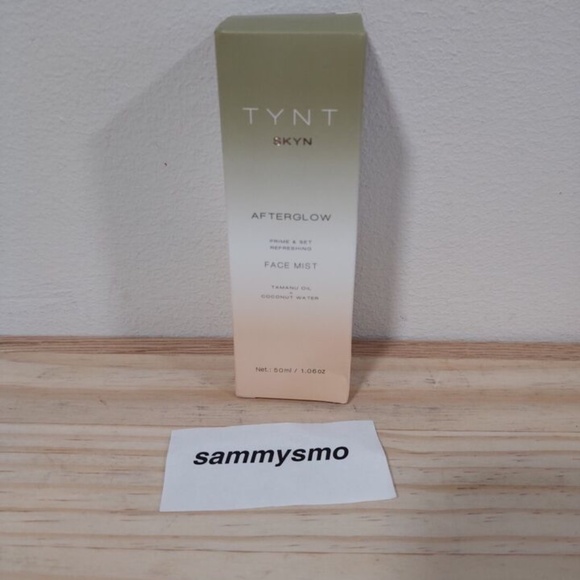 TYNT
SKYN
AFTERGLOW
PRIME & SET
REFRESHING
FACE MIST
TAMANU OIL
+
COCONUT WATER
Net.: 50ml / 1.06oz
sammysmo